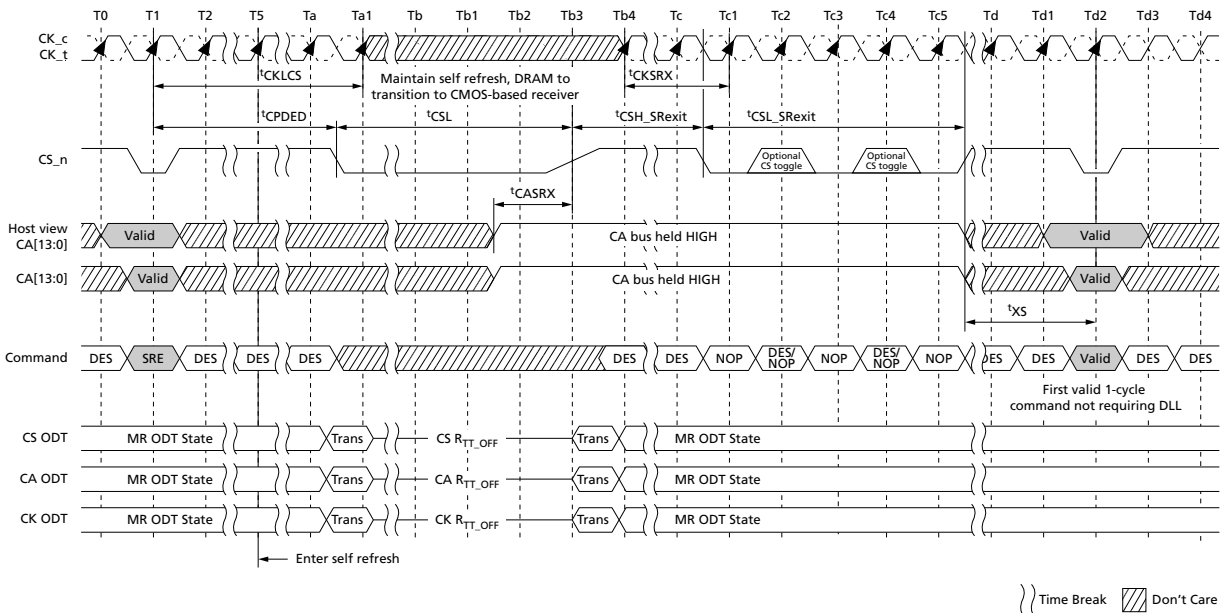 T0 T1 T2 T5 Ta Ta1 Tb Tb1 Tb2 Tb3 Tb4 Tc Tc1 Tc2 Tc3 Tc4 Tc5 Td Td1 Td2 Td3 Td4
CK_c
CK_t
tCKLCS
Maintain self refresh, DRAM to
transition to CMOS-based receiver
tCKSRX
tCPDED tCSL tCSH_SRexit tCSL_SRexit
CS_n
Optional
CS toggle
Optional
CS toggle
tCASRX
Host view
CA[13:0]
Valid CA bus held HIGH Valid
CA[13:0] Valid CA bus held HIGH Valid
tXS
Command DES SRE DES DES DES DES DES NOP DES/NOP NOP DES/NOP NOP DES DES Valid DES DES
First valid 1-cycle
command not requiring DLL
CS ODT MR ODT State Trans CS RTT_OFF Trans MR ODT State
CA ODT MR ODT State Trans CA RTT_OFF Trans MR ODT State
CK ODT MR ODT State Trans CK RTT_OFF Trans MR ODT State
Enter self refresh
Time Break Don't Care